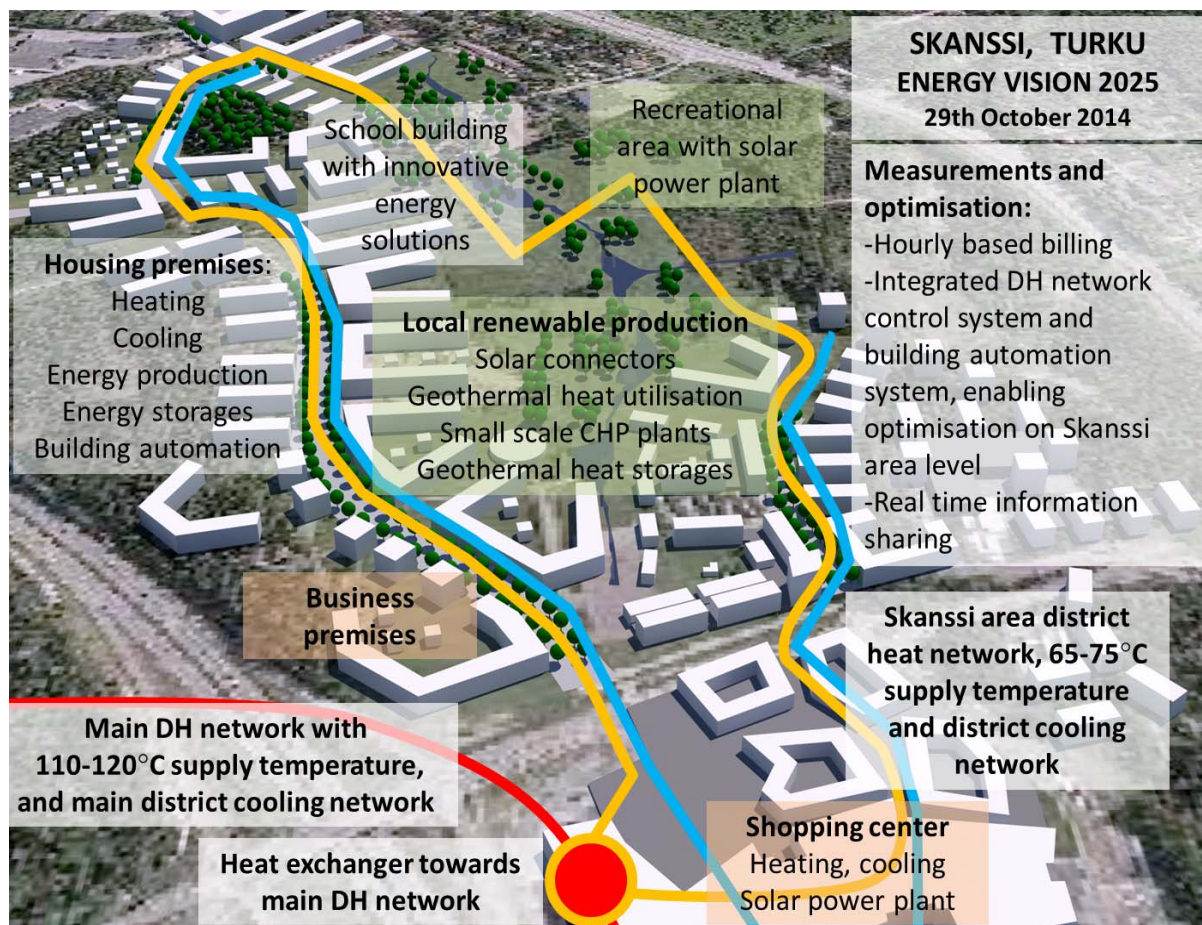 SKANSSI, TURKU
ENERGY VISION 2025
29th October 2014
School building
with innovative
energy
solutions
Recreational
area with solar
power plant
Measurements and
optimisation:
-Hourly based billing
-Integrated DH network
control system and
building automation
system, enabling
optimisation on Skanssi
area level
-Real time information
sharing
Housing premises:
Heating
Cooling
Energy production
Energy storages
Building automation
Local renewable production
Solar connectors
Geothermal heat utilisation
Small scale CHP plants
Geothermal heat storages
Business
premises
Skanssi area district
heat network, 65-75°C
supply temperature
and district cooling
network
Main DH network with
110-120°C supply temperature,
and main district cooling network
Heat exchanger towards
main DH network
Shopping center
Heating, cooling
Solar power plant